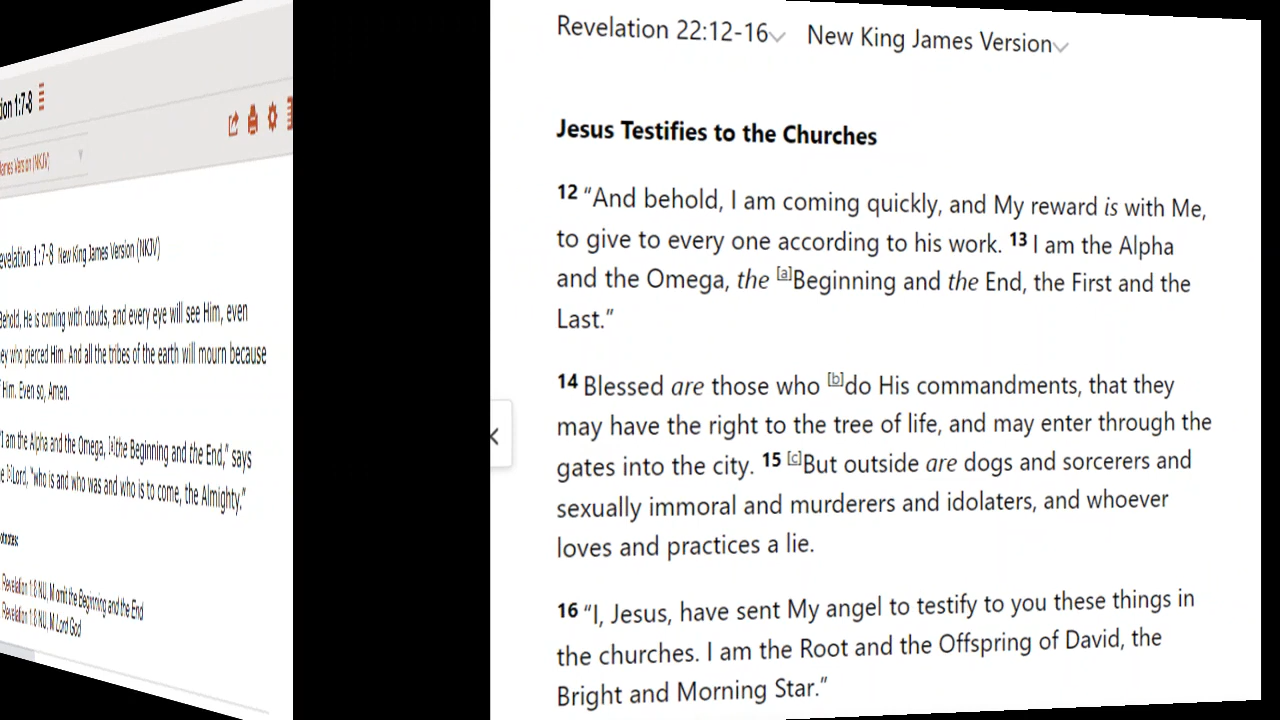 1:7-8
(NKJV)
1:7-8 New King James Version (NKJV)
Behold, He is coming with clouds, and every eye will see Him, even
who pierced Him. And all the tribes of the earth will mourn because
Him. Even so, Amen.
"I am the Alpha and the Omega, the Beginning and the End," says
Lord, "who is and who was and who is to come, the Almighty."
Revelation 1:8 NU, M omit the Beginning and the End
Revelation 1:8 NU, M Lord God
Revelation 22:12-16 New King James Version
Jesus Testifies to the Churches
12 “And behold, I am coming quickly, and My reward is with Me,
to give to every one according to his work. 13 I am the Alpha
and the Omega, the [a]Beginning and the End, the First and the
Last.”
14 Blessed are those who [b]do His commandments, that they
may have the right to the tree of life, and may enter through the
gates into the city. 15 [c]But outside are dogs and sorcerers and
sexually immoral and murderers and idolaters, and whoever
loves and practices a lie.
16 “I, Jesus, have sent My angel to testify to you these things in
the churches. I am the Root and the Offspring of David, the
Bright and Morning Star.”